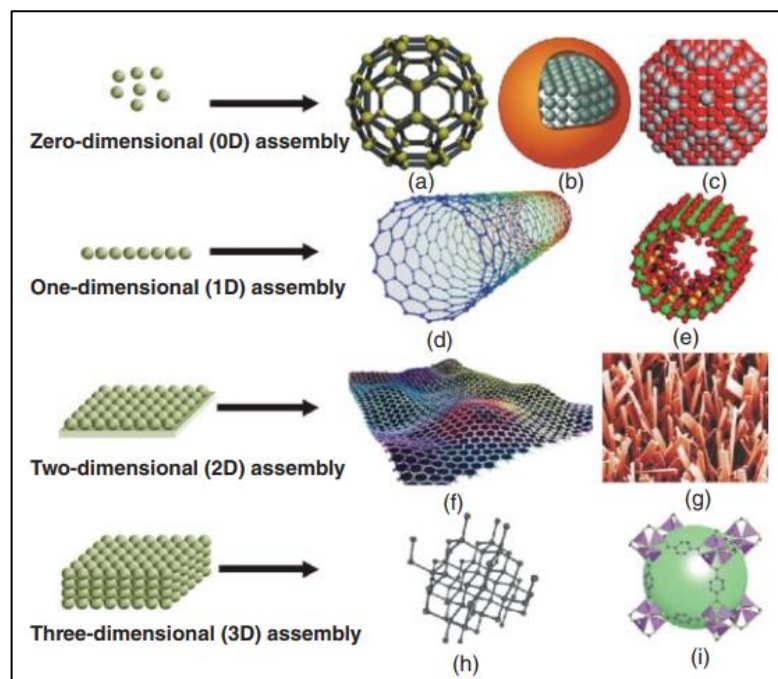 (a)
(b)
(c)
Zero-dimensional (0D) assembly
(d)
(e)
One-dimensional (1D) assembly
(f)
(g)
Two-dimensional (2D) assembly
(h)
(i)
Three-dimensional (3D) assembly